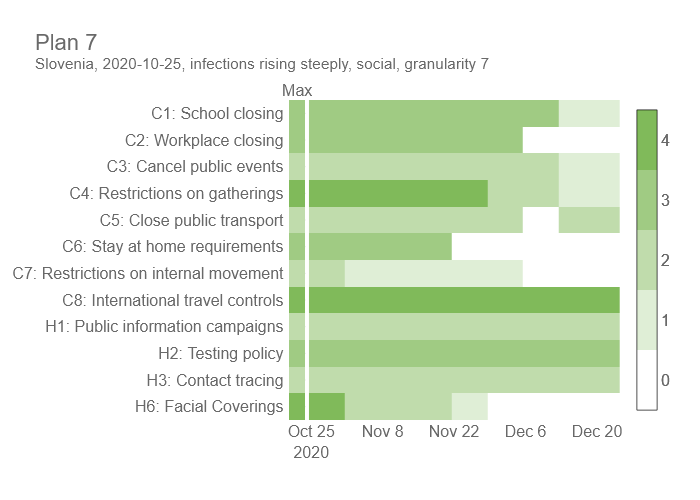 Plan 7
Slovenia, 2020-10-25, infections rising steeply, social, granularity 7
Max
C1: School closing
C2: Workplace closing
C3: Cancel public events
C4: Restrictions on gatherings
C5: Close public transport
C6: Stay at home requirements
C7: Restrictions on internal movement
C8: International travel controls
H1: Public information campaigns
H2: Testing policy
H3: Contact tracing
H6: Facial Coverings
Oct 25 Nov 8 Nov 22 Dec 6 Dec 20
2020
4
3
2
1
0